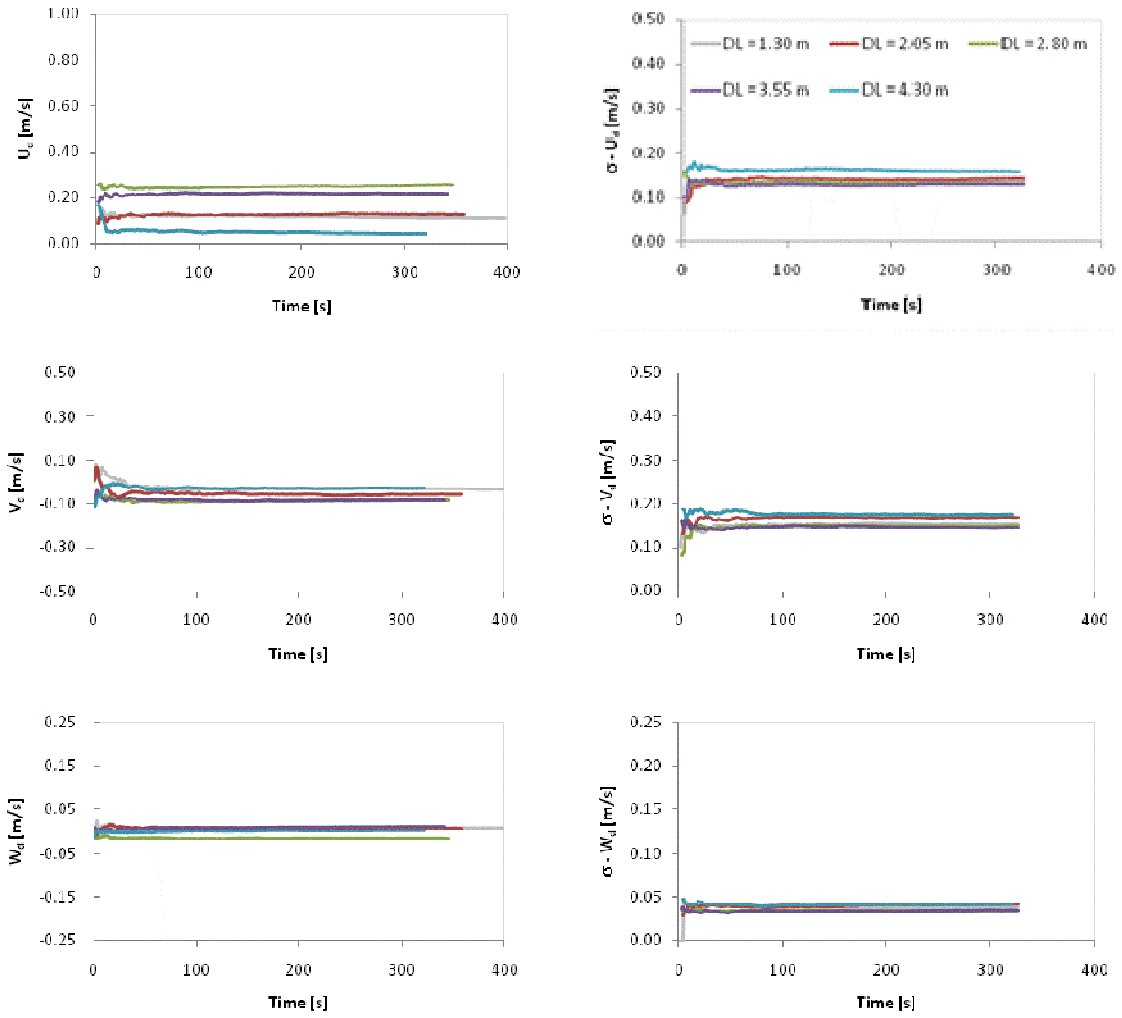 1.00
0.80
0.60
0.40
0.20
0.00
U_d [m/s]
0 100 200 300 400
Time [s]
0.50
0.40
0.30
0.20
0.10
0.00
σ - U_d [m/s]
DL = 1.30 m DL = 2.05 m DL = 2.80 m
DL = 3.55 m DL = 4.30 m
0 100 200 300 400
Time [s]
0.50
0.30
0.10
-0.10
-0.30
-0.50
V_d [m/s]
0 100 200 300 400
Time [s]
0.50
0.40
0.30
0.20
0.10
0.00
σ - V_d [m/s]
0 100 200 300 400
Time [s]
0.25
0.15
0.05
-0.05
-0.15
-0.25
W_d [m/s]
0 100 200 300 400
Time [s]
0.25
0.20
0.15
0.10
0.05
0.00
σ - W_d [m/s]
0 100 200 300 400
Time [s]